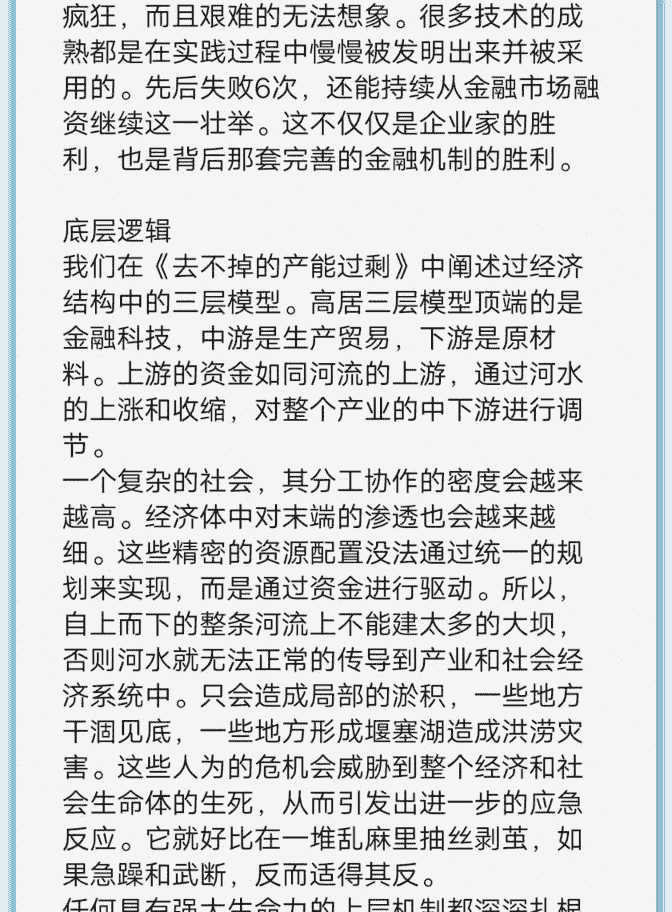 疯狂，而且艰难的无法想象。很多技术的成
熟都是在实践过程中慢慢被发明出来并被采
用的。先后失败6次，还能持续从金融市场融
资继续这一壮举。这不仅仅是企业家的胜
利，也是背后那套完善的金融机制的胜利。
底层逻辑
我们在《去不掉的产能过剩》中阐述过经济
结构中的三层模型。高居三层模型顶端的是
金融科技，中游是生产贸易，下游是原材
料。上游的资金如同河流的上游，通过河水
的上涨和收缩，对整个产业的中下游进行调
节。
一个复杂的社会，其分工协作的密度会越来
越高。经济体中对末端的渗透也会越来越
细。这些精密的资源配置没法通过统一的规
划来实现，而是通过资金进行驱动。所以，
自上而下的整条河流上不能建太多的大坝，
否则河水就无法正常的传导到产业和社会经
济系统中。只会造成局部的淤积，一些地方
干涸见底，一些地方形成堰塞湖造成洪涝灾
害。这些人为的危机会威胁到整个经济和社
会生命体的生死，从而引发出进一步的应急
反应。它就好比在一堆乱麻里抽丝剥茧，如
果急躁和武断，反而适得其反。
任何具有强大生命力的上层机制都深深扎根